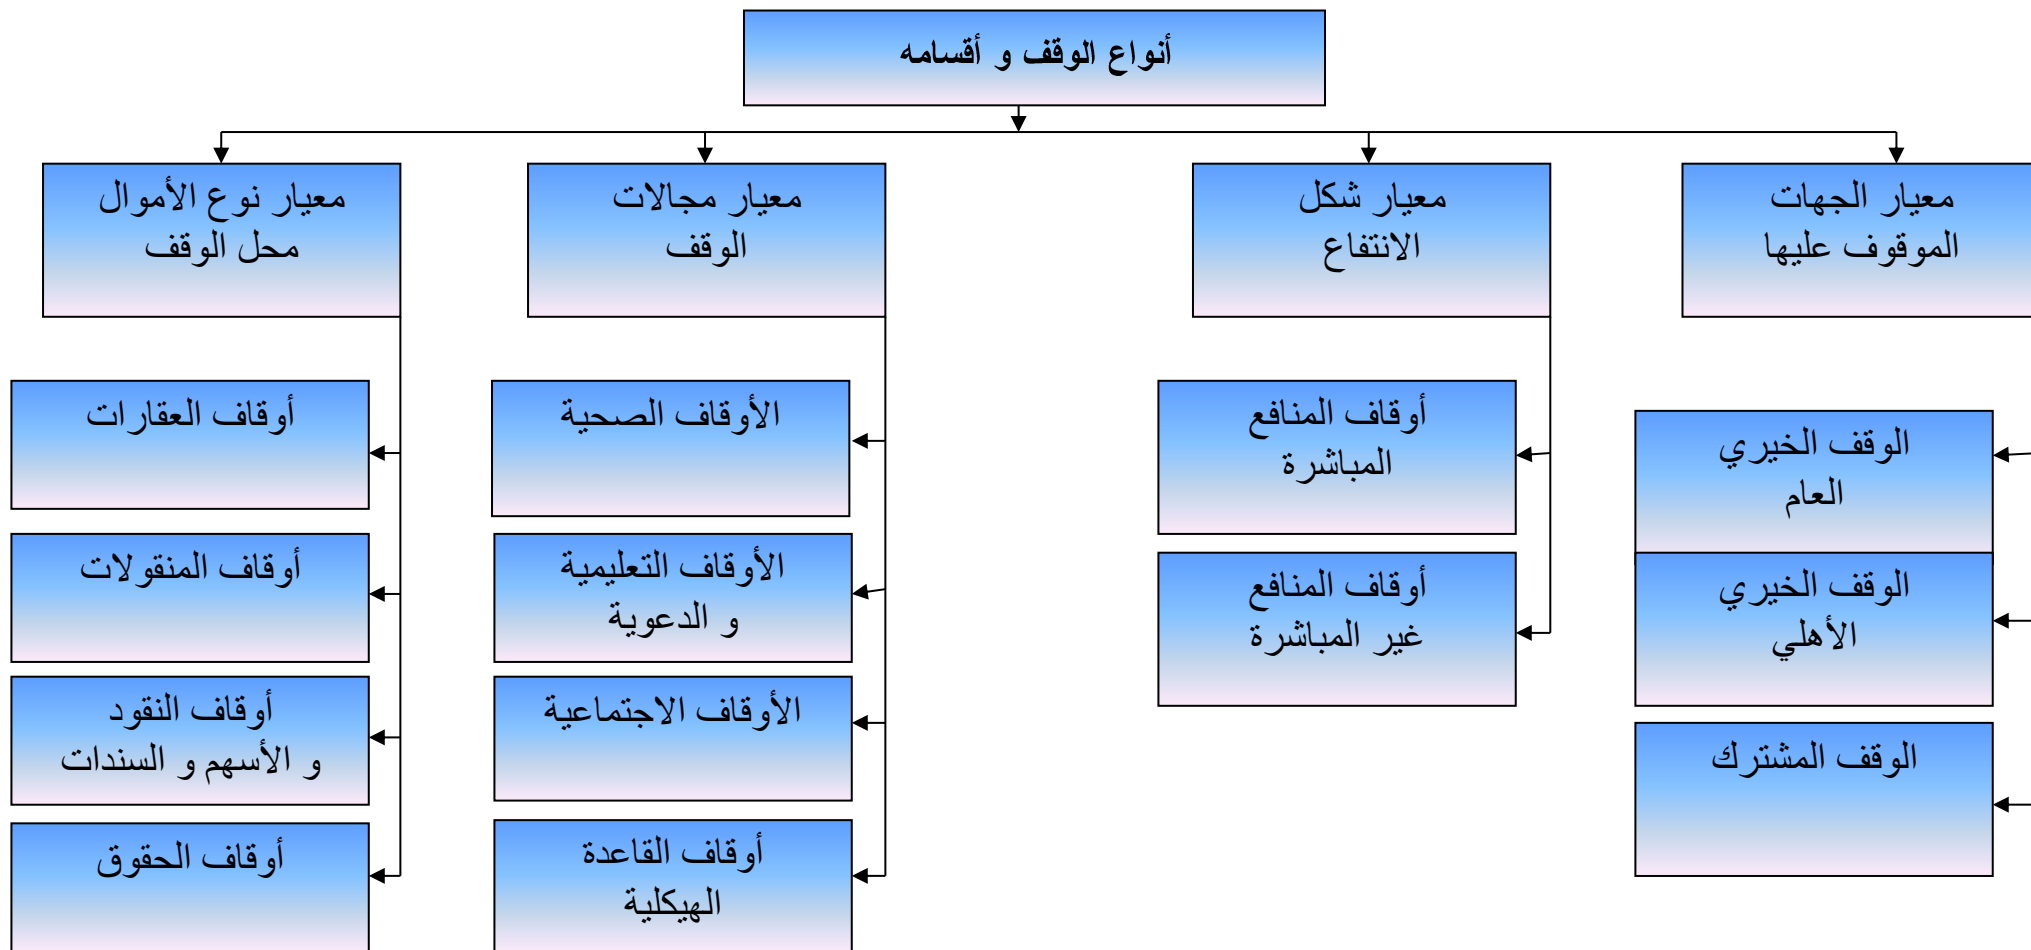 أنواع الوقف و أقسامه
معيار الجهات
الموقوف عليها
معيار شكل
الانتفاع
معيار مجالات
الوقف
معيار نوع الأموال
محل الوقف
الوقف الخيري
العام
الوقف الخيري
الأهلي
الوقف المشترك
أوقاف المنافع
المباشرة
أوقاف المنافع
غير المباشرة
الأوقاف الصحية
الأوقاف التعليمية
و الدعوية
الأوقاف الاجتماعية
أوقاف القاعدة
الهيكلية
أوقاف العقارات
أوقاف المنقولات
أوقاف النقود
و الأسهم و السندات
أوقاف الحقوق